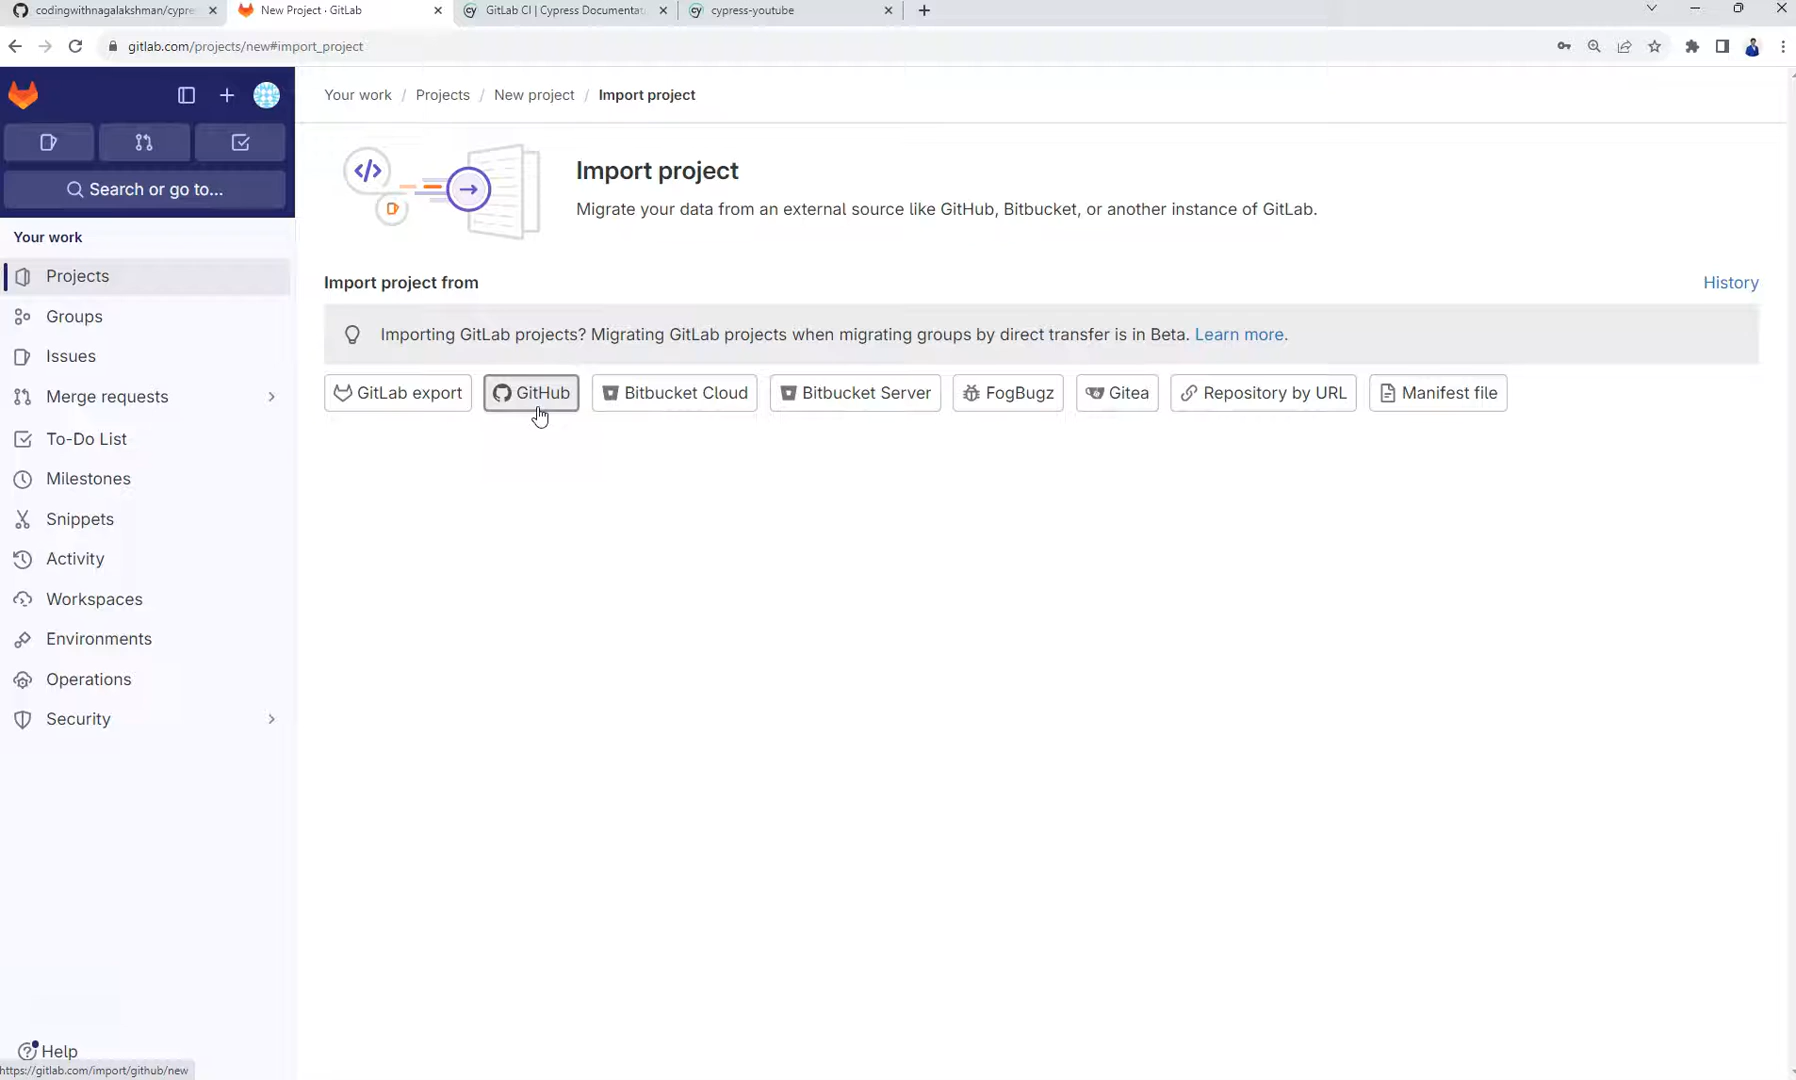 codingwithnagalakshman/cypre
New Project · GitLab
GitLab CI | Cypress Documentat
cypress-youtube
gitlab.com/projects/new#import_project
Search or go to...
Your work
Projects
Groups
Issues
Merge requests
To-Do List
Milestones
Snippets
Activity
Workspaces
Environments
Operations
Security
Help
https://gitlab.com/import/github/new
Your work / Projects / New project / Import project
Import project
Migrate your data from an external source like GitHub, Bitbucket, or another instance of GitLab.
Import project from
History
Importing GitLab projects? Migrating GitLab projects when migrating groups by direct transfer is in Beta. Learn more.
GitLab export
GitHub
Bitbucket Cloud
Bitbucket Server
FogBugz
Gitea
Repository by URL
Manifest file